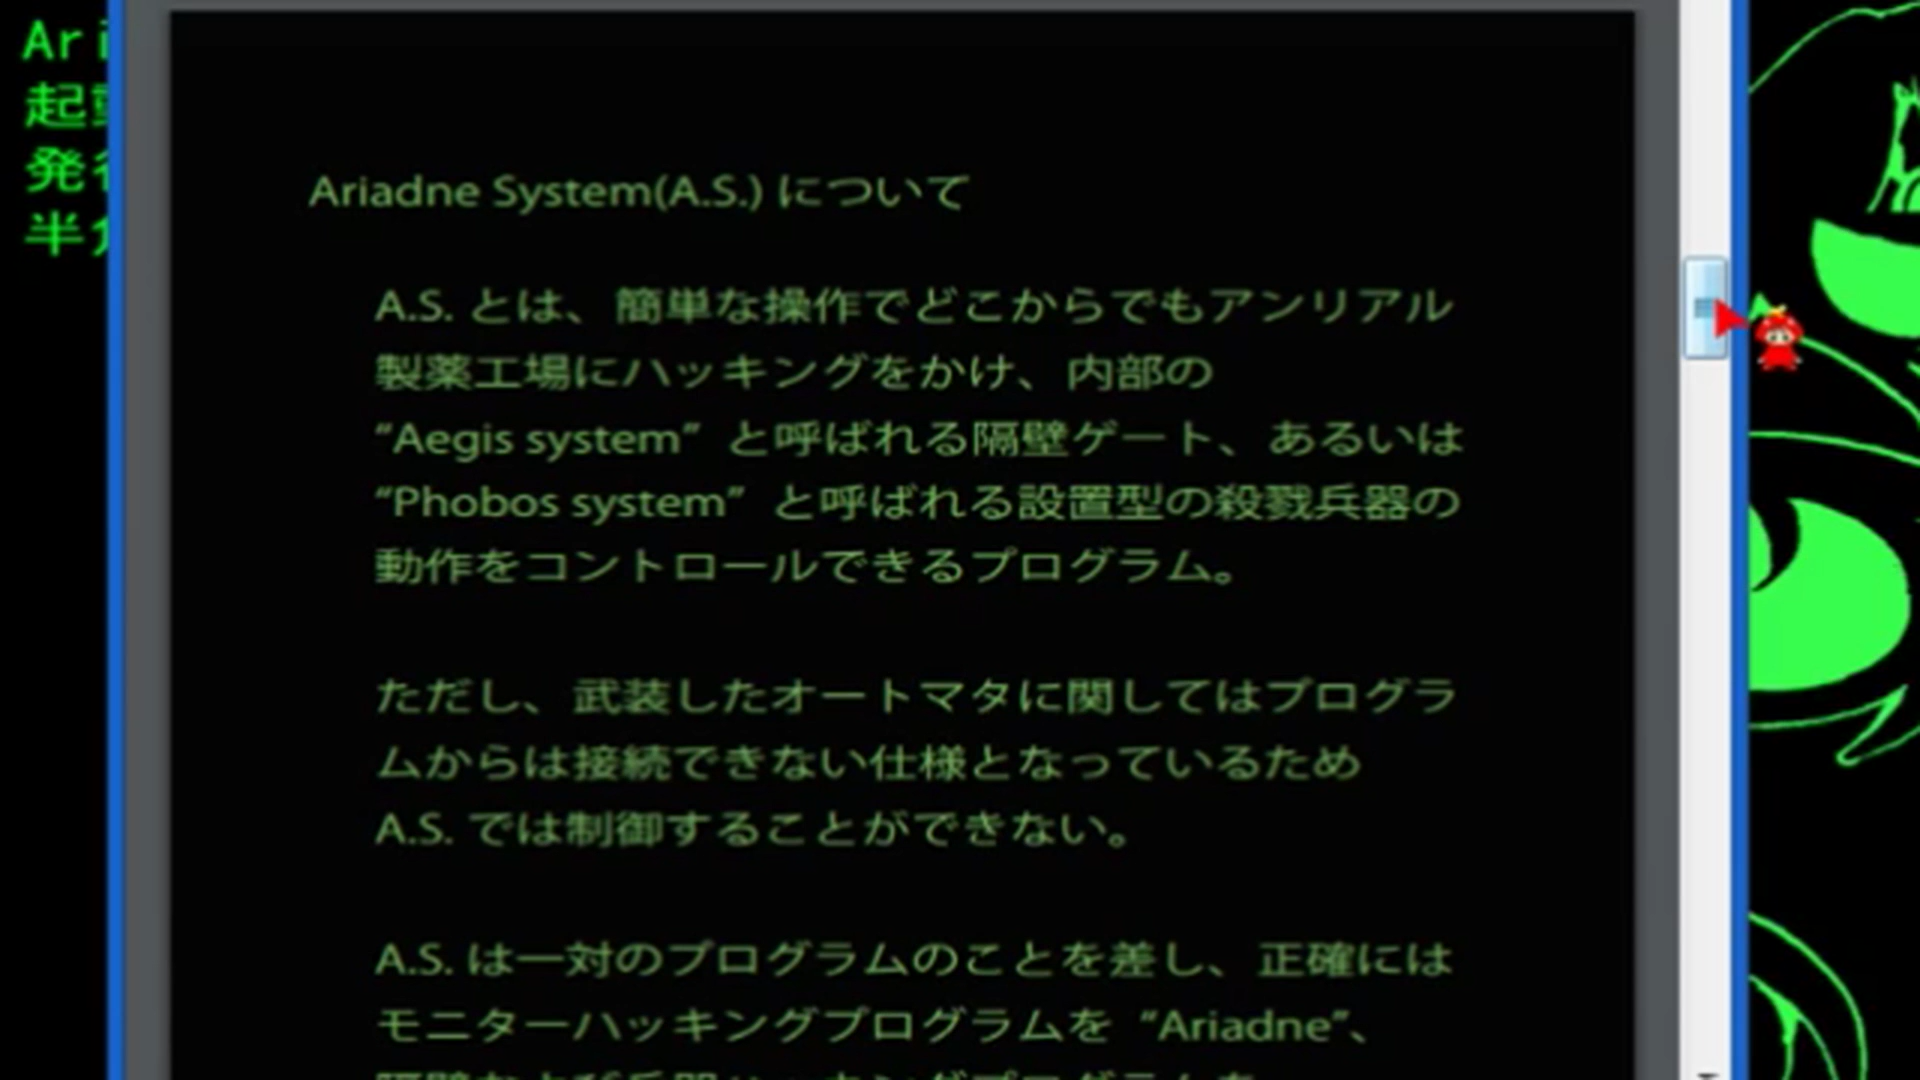 Ari
起動
発行
半角
Ariadne System(A.S.) について
A.S. とは、簡単な操作でどこからでもアンリアル
製薬工場にハッキングをかけ、内部の
“Aegis system” と呼ばれる隔壁ゲート、あるいは
“Phobos system” と呼ばれる設置型の殺戮兵器の
動作をコントロールできるプログラム。
ただし、武装したオートマタに関してはプログラ
ムからは接続できない仕様となっているため
A.S. では制御することができない。
A.S. は一対のプログラムのことを差し、正確には
モニターハッキングプログラムを “Ariadne”、